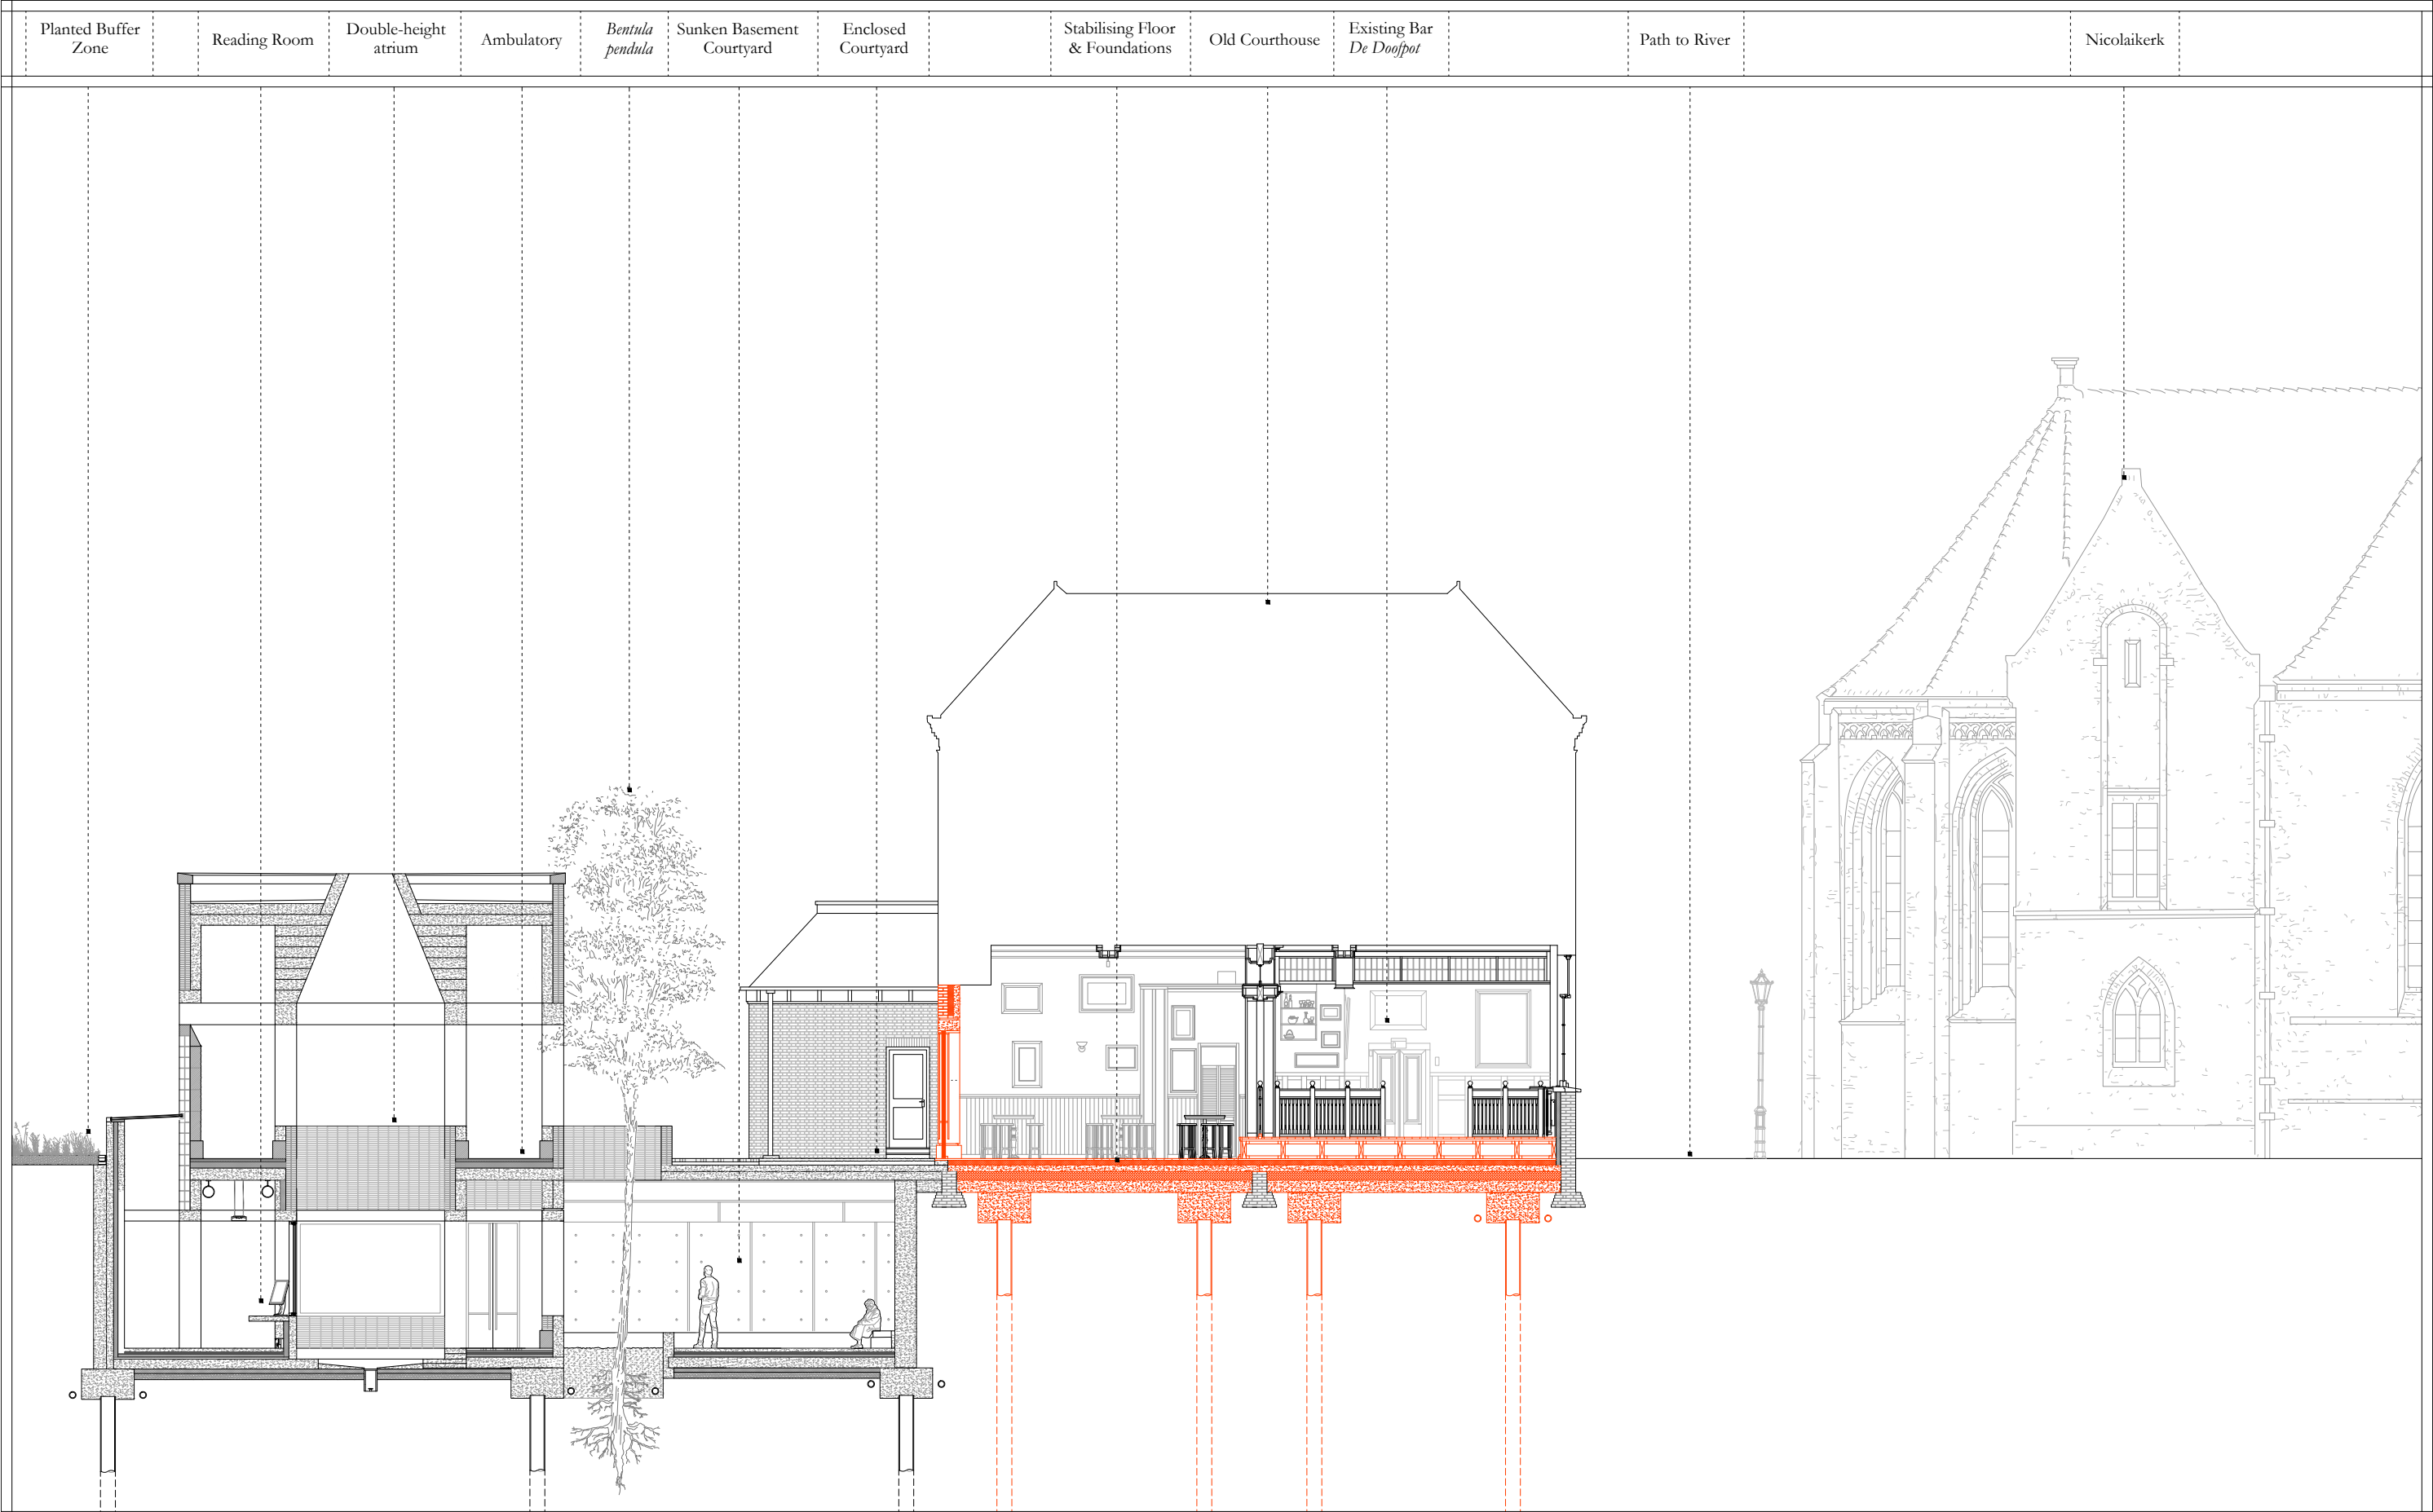 Planted Buffer
Zone
Reading Room
Double-height
atrium
Ambulatory
Bentula
pendula
Sunken Basement
Courtyard
Enclosed
Courtyard
Stabilising Floor
& Foundations
Old Courthouse
Existing Bar
De Doofpot
Path to River
Nicolaikerk